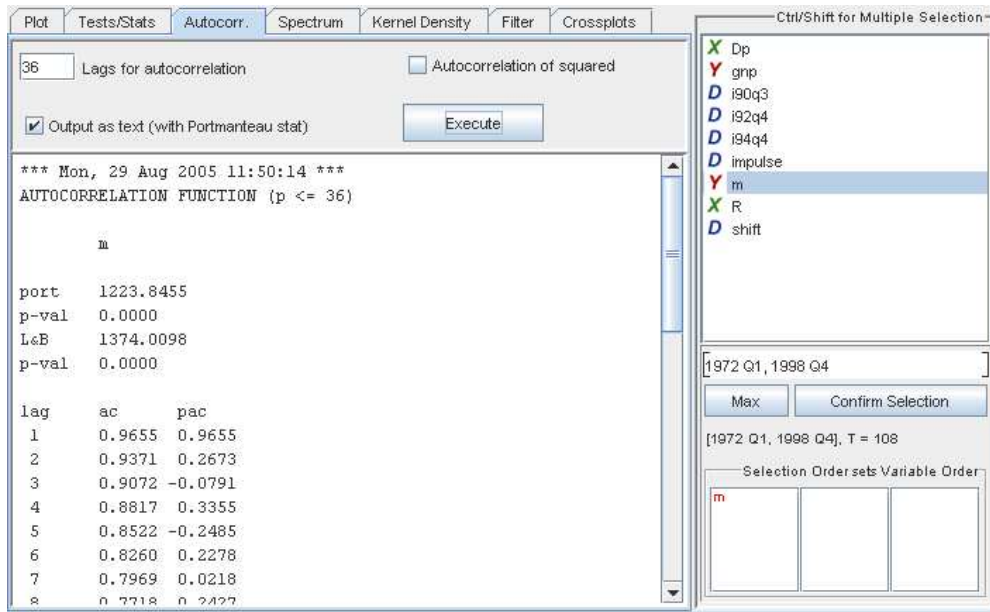 Plot Tests/Stats Autocorr. Spectrum Kernel Density Filter Crossplots
36 Lags for autocorrelation
Autocorrelation of squared
Output as text (with Portmanteau stat)
Execute
*** Mon, 29 Aug 2005 11:50:14 ***
AUTOCORRELATION FUNCTION (p <= 36)
m
port 1223.8455
p-val 0.0000
L&B 1374.0098
p-val 0.0000
lag ac pac
1 0.9655 0.9655
2 0.9371 0.2673
3 0.9072 -0.0791
4 0.8817 0.3355
5 0.8522 -0.2485
6 0.8260 0.2278
7 0.7969 0.0218
8 0.7718 0.2427
Ctrl/Shift for Multiple Selection
X Dp
Y gnp
D i90q3
D i92q4
D i94q4
D impulse
Y m
X R
D shift
[1972 Q1, 1998 Q4]
Max Confirm Selection
[1972 Q1, 1998 Q4], T = 108
Selection Order sets Variable Order
m